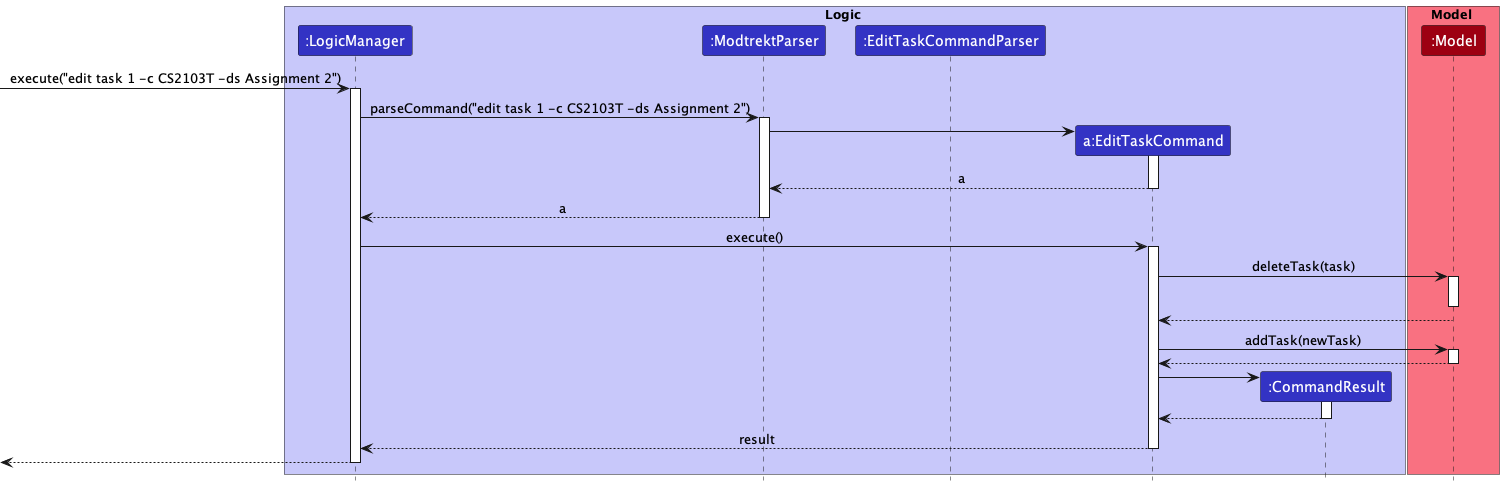 Logic
Model
:LogicManager
:ModtrektParser
:EditTaskCommandParser
:Model
execute("edit task 1 -c CS2103T -ds Assignment 2")
parseCommand("edit task 1 -c CS2103T -ds Assignment 2")
a:EditTaskCommand
a
a
execute()
deleteTask(task)
addTask(newTask)
:CommandResult
result